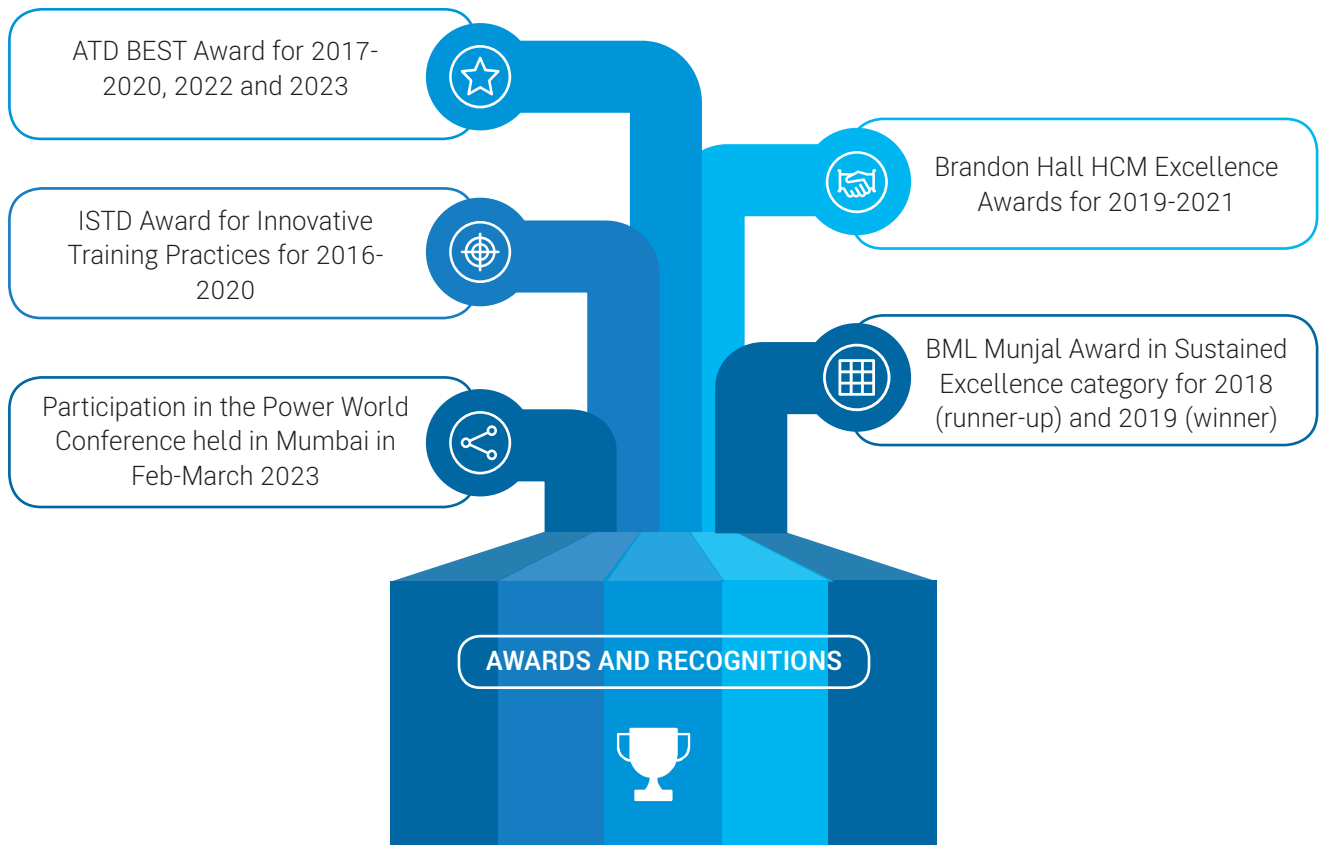 ATD BEST Award for 2017-
2020, 2022 and 2023
ISTD Award for Innovative
Training Practices for 2016-
2020
Participation in the Power World
Conference held in Mumbai in
Feb-March 2023
Brandon Hall HCM Excellence
Awards for 2019-2021
BML Munjal Award in Sustained
Excellence category for 2018
(runner-up) and 2019 (winner)
AWARDS AND RECOGNITIONS